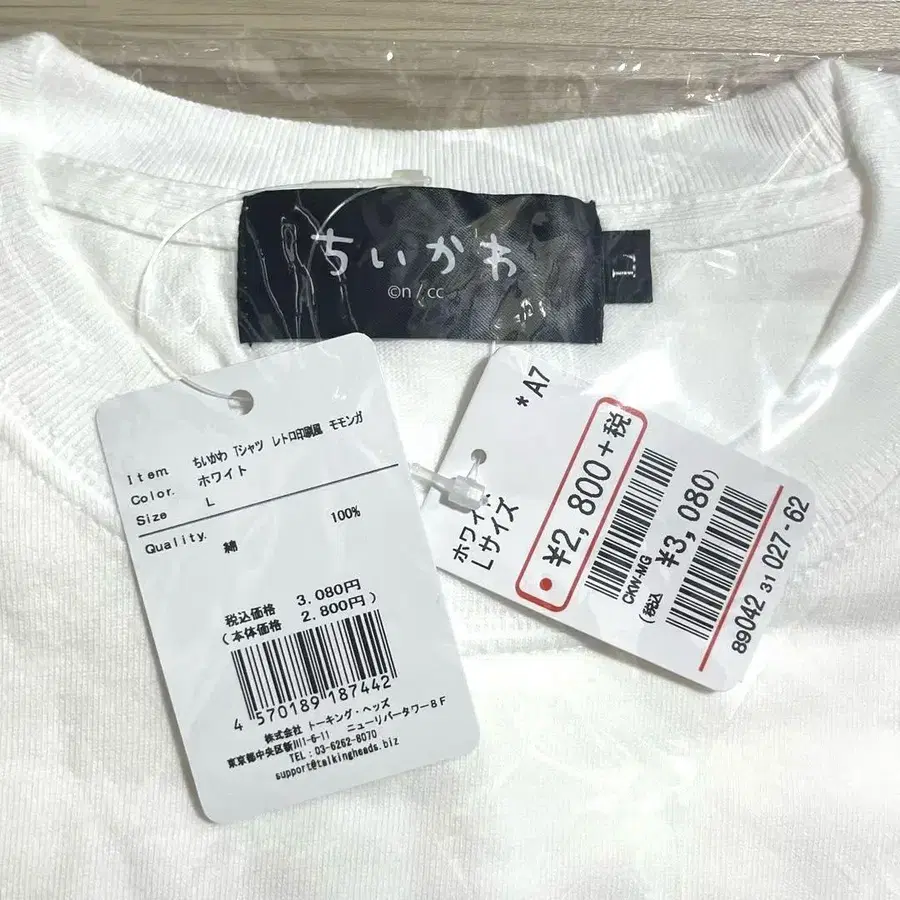 ちいかわ
©n / cc
L
Item ちいかわ Tシャツ レトロ印刷風 モモンガ
Color. ホワイト
Size L
Quality. 綿 100%
税込価格 3,080円
(本体価格 2,800円)
4 570189 187442
株式会社 トーキング・ヘッズ
東京都中央区新川1-6-11 ニューリバータワー8F
TEL:03-6262-8070
support@talkingheads.biz
*A7
¥2,800+税
ホワイト
Lサイズ
CKW-MG
(税込 ¥3,080)
89042 31 027-62